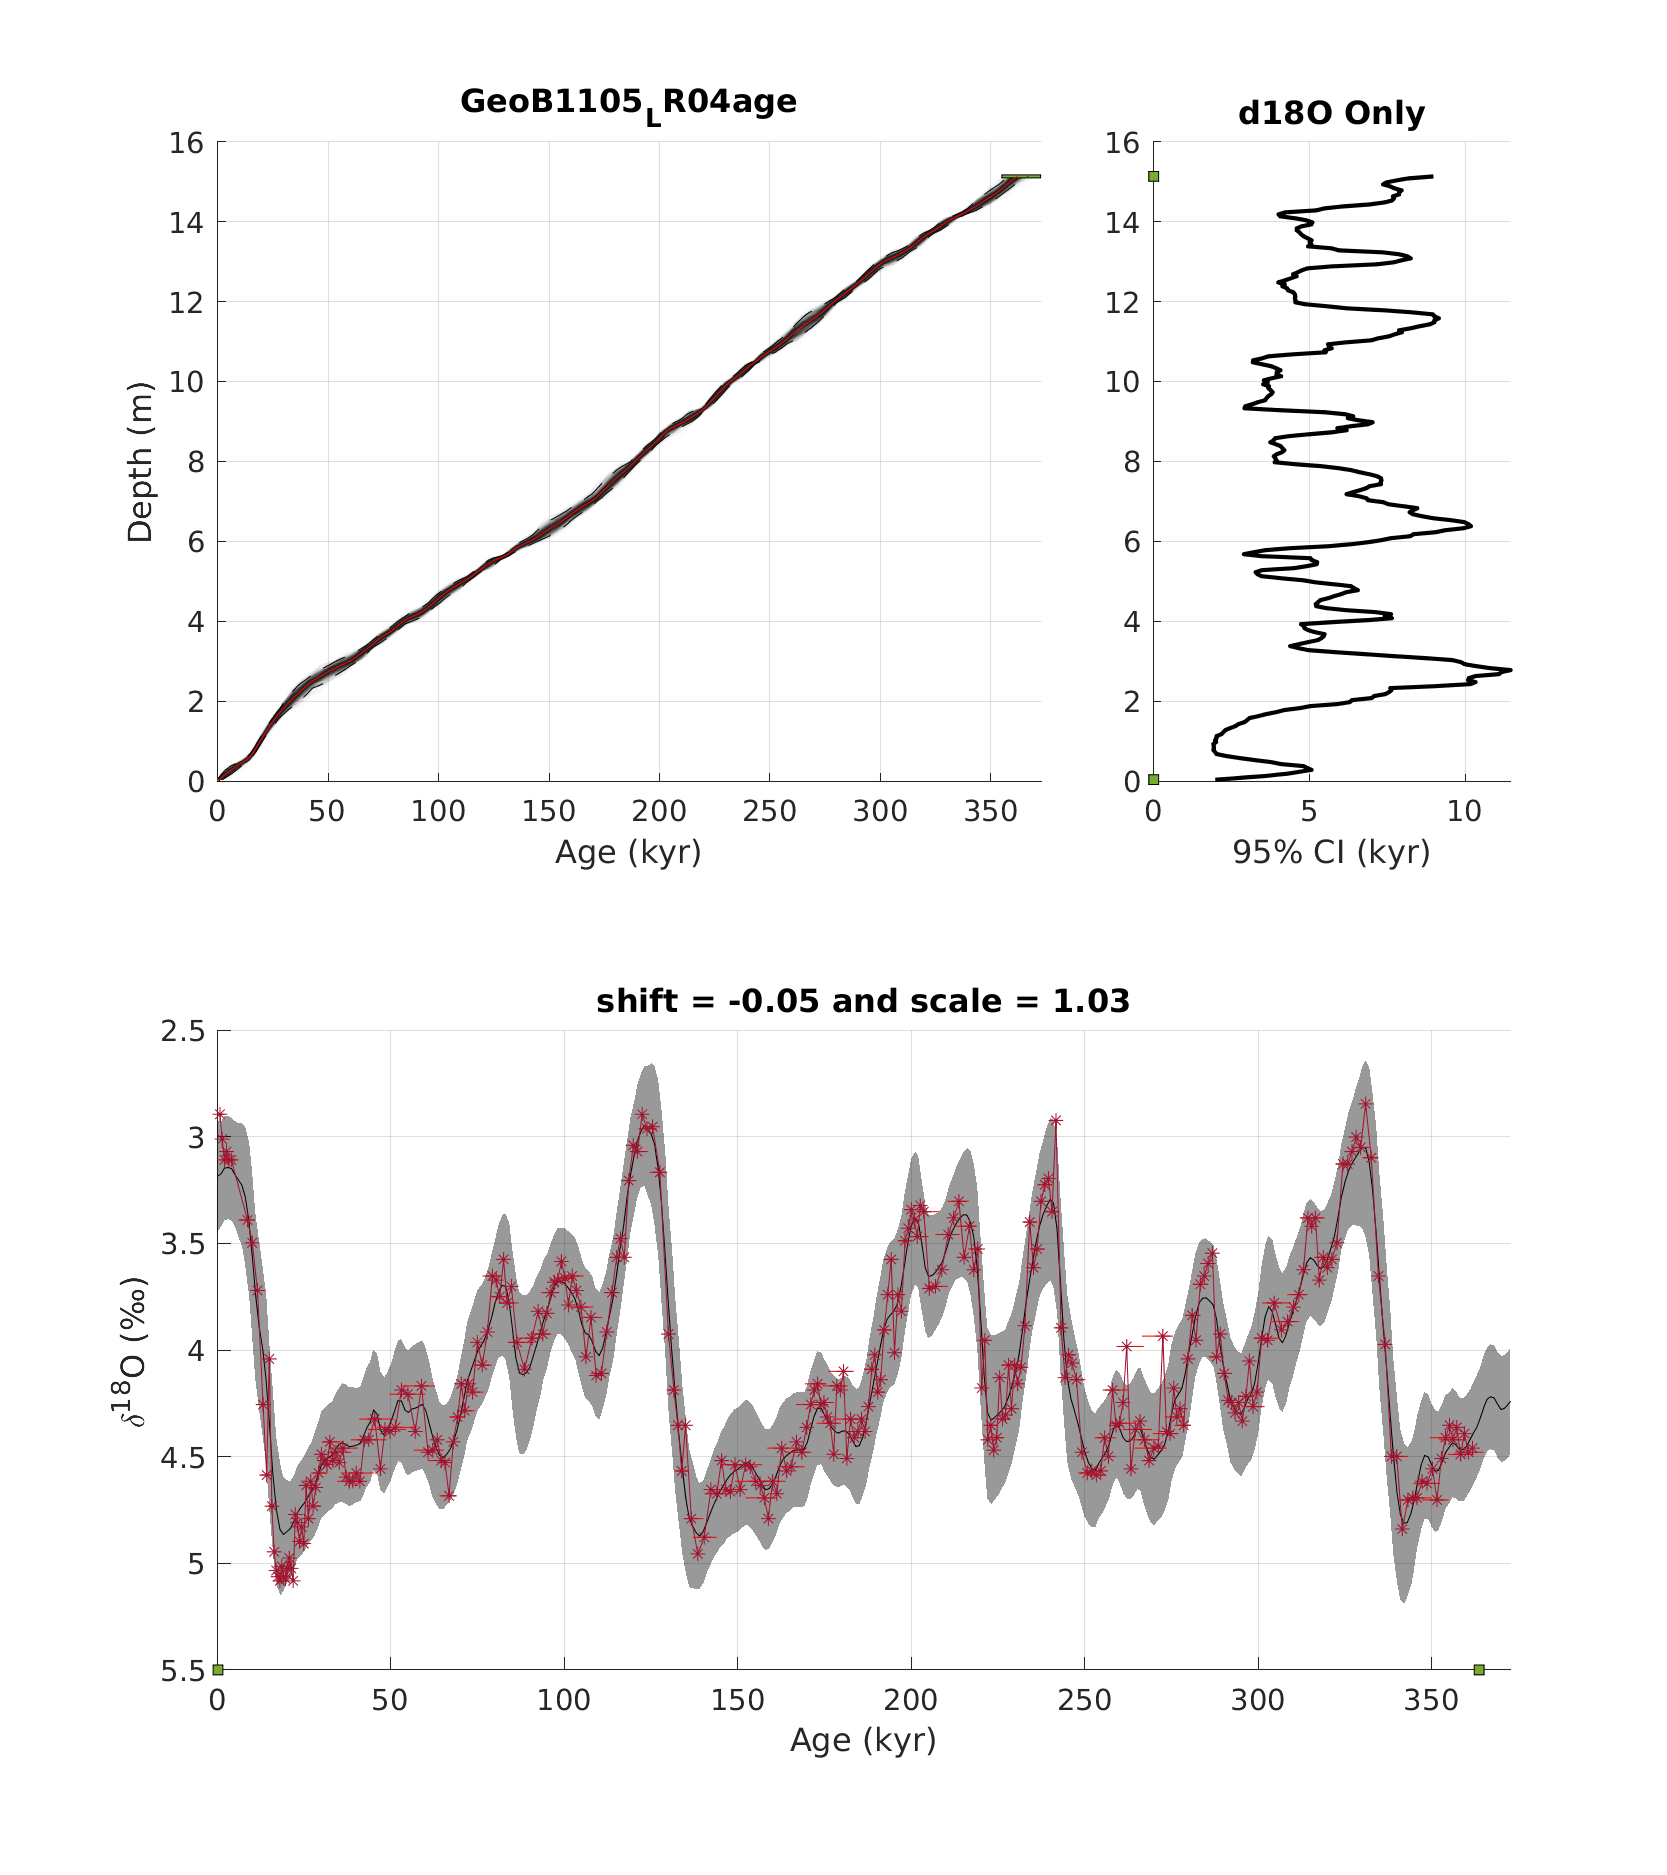 GeoB1105LR04age
16
14
12
10
8
6
4
2
0
0 50 100 150 200 250 300 350
Depth (m)
Age (kyr)
d18O Only
16
14
12
10
8
6
4
2
0
0 5 10
95% CI (kyr)
shift = -0.05 and scale = 1.03
2.5
3
3.5
4
4.5
5
5.5
0 50 100 150 200 250 300 350
δ18O (‰)
Age (kyr)